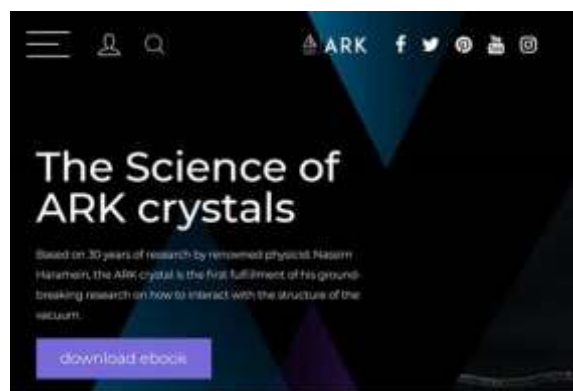 ARK
The Science of
ARK crystals
Based on 30 years of research by renowned physicist Nassim
Haramein, the ARK crystal is the first fulfillment of his ground-
breaking research on how to interact with the structure of the
vacuum.
download ebook